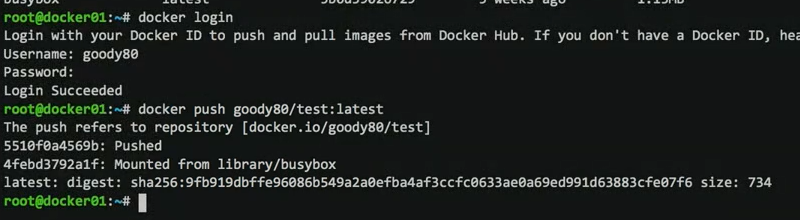 busybox latest 3 weeks ago 1.15MB
root@docker01:~# docker login
Login with your Docker ID to push and pull images from Docker Hub. If you don't have a Docker ID, hea
Username: goody80
Password:
Login Succeeded
root@docker01:~# docker push goody80/test:latest
The push refers to repository [docker.io/goody80/test]
5510f0a4569b: Pushed
4febd3792a1f: Mounted from library/busybox
latest: digest: sha256:9fb919dbffe96086b549a2a0efba4af3ccfc0633ae0a69ed991d63883cfe07f6 size: 734
root@docker01:~#